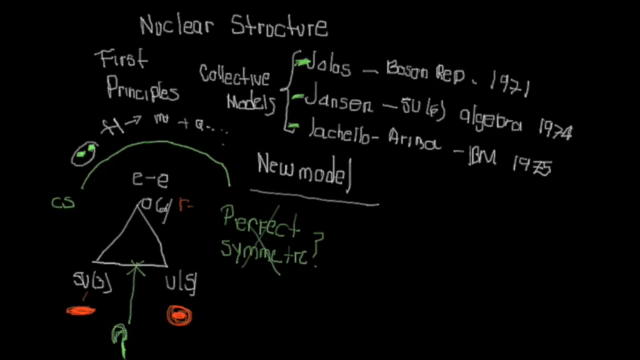 Nuclear Structure
First
Principles
Collective
Models
Jolos - Boson Rep. 1971
Jansen - SU(6) algebra 1974
Iachello - Arima - IBM 1975
New model
e-e
CS
O(6)
r-
Perfect
Symmetrc?
SU(3)
U(5)